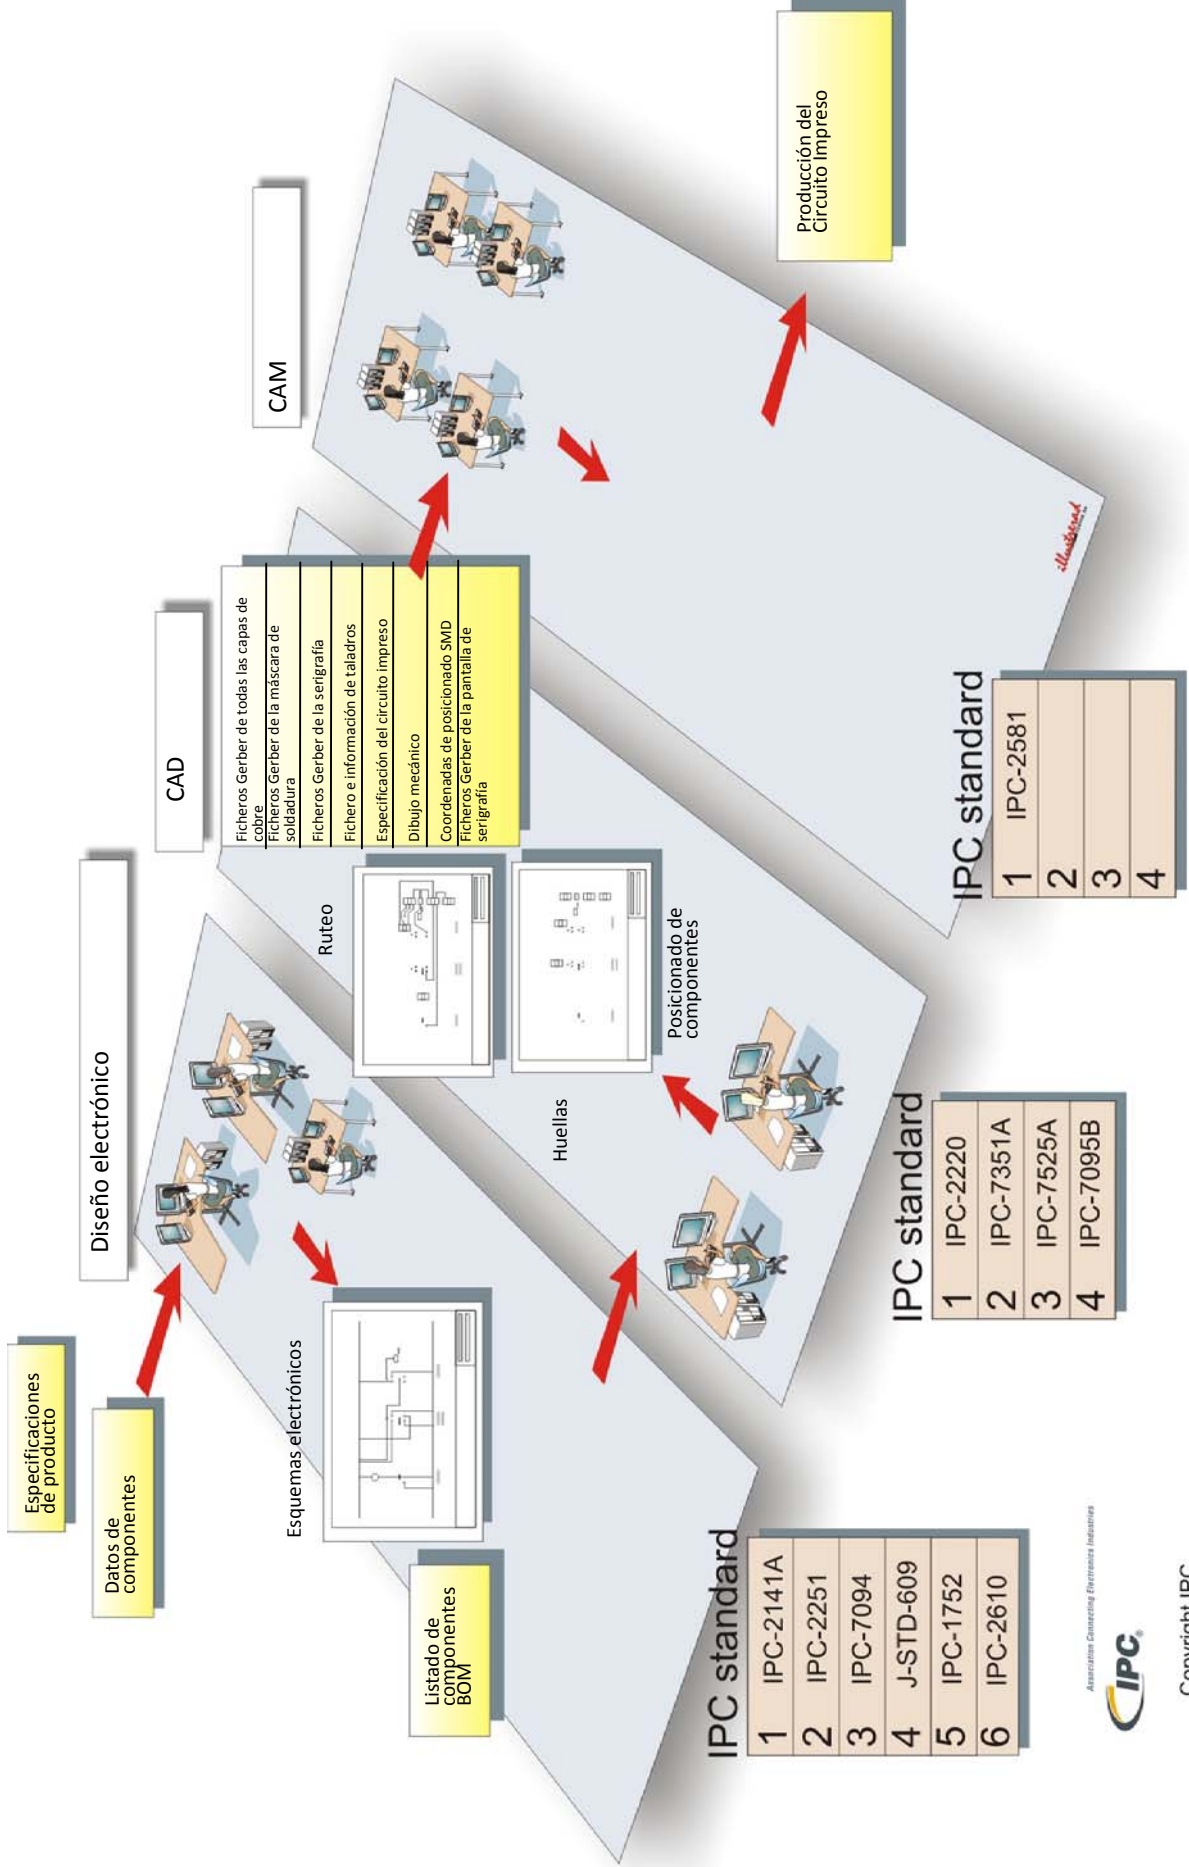 Especificaciones
de producto
Datos de
componentes
Diseño electrónico
Esquemas electrónicos
Listado de
componentes
BOM
CAD
Huellas
Ruteo
Posicionado de
componentes
Ficheros Gerber de todas las capas de
cobre
Ficheros Gerber de la máscara de
soldadura
Ficheros Gerber de la serigrafía
Fichero e información de taladros
Especificación del circuito impreso
Dibujo mecánico
Coordenadas de posicionado SMD
Ficheros Gerber de la pantalla de
serigrafía
CAM
Producción del
Circuito Impreso
IPC standard
1 IPC-2141A
2 IPC-2251
3 IPC-7094
4 J-STD-609
5 IPC-1752
6 IPC-2610
IPC standard
1 IPC-2220
2 IPC-7351A
3 IPC-7525A
4 IPC-7095B
IPC standard
1 IPC-2581
2
3
4
illustrerad
Association Connecting Electronics Industries
IPC®
Copyright IPC